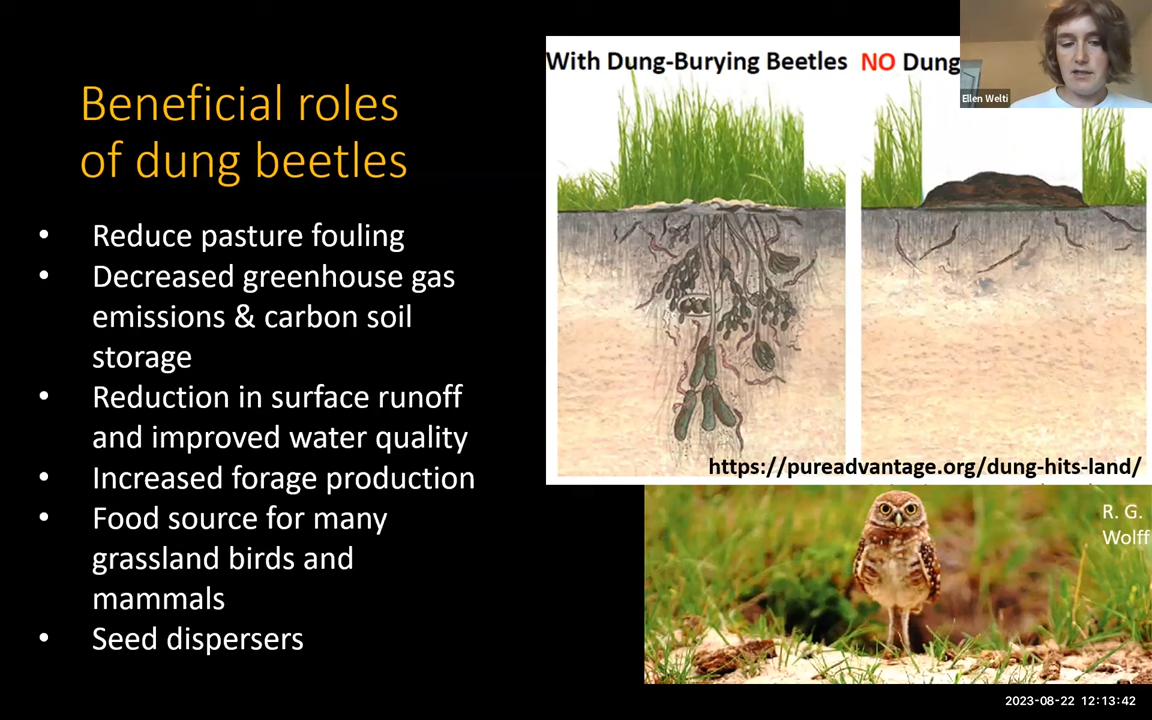 Beneficial roles
of dung beetles
• Reduce pasture fouling
• Decreased greenhouse gas
emissions & carbon soil
storage
• Reduction in surface runoff
and improved water quality
• Increased forage production
• Food source for many
grassland birds and
mammals
• Seed dispersers
With Dung-Burying Beetles
NO Dung
https://pureadvantage.org/dung-hits-land/
R. G.
Wolff
Ellen Welti
2023-08-22 12:13:42